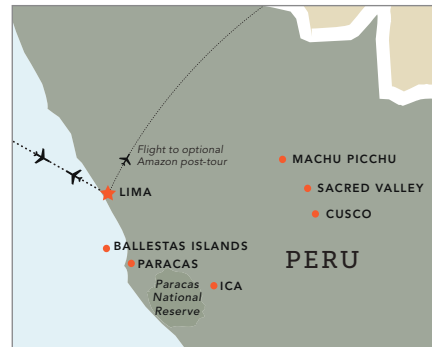 Flight to optional
Amazon post-tour
MACHU PICCHU
LIMA
SACRED VALLEY
CUSCO
BALLESTAS ISLANDS
PERU
PARACAS
Paracas
National
Reserve
ICA